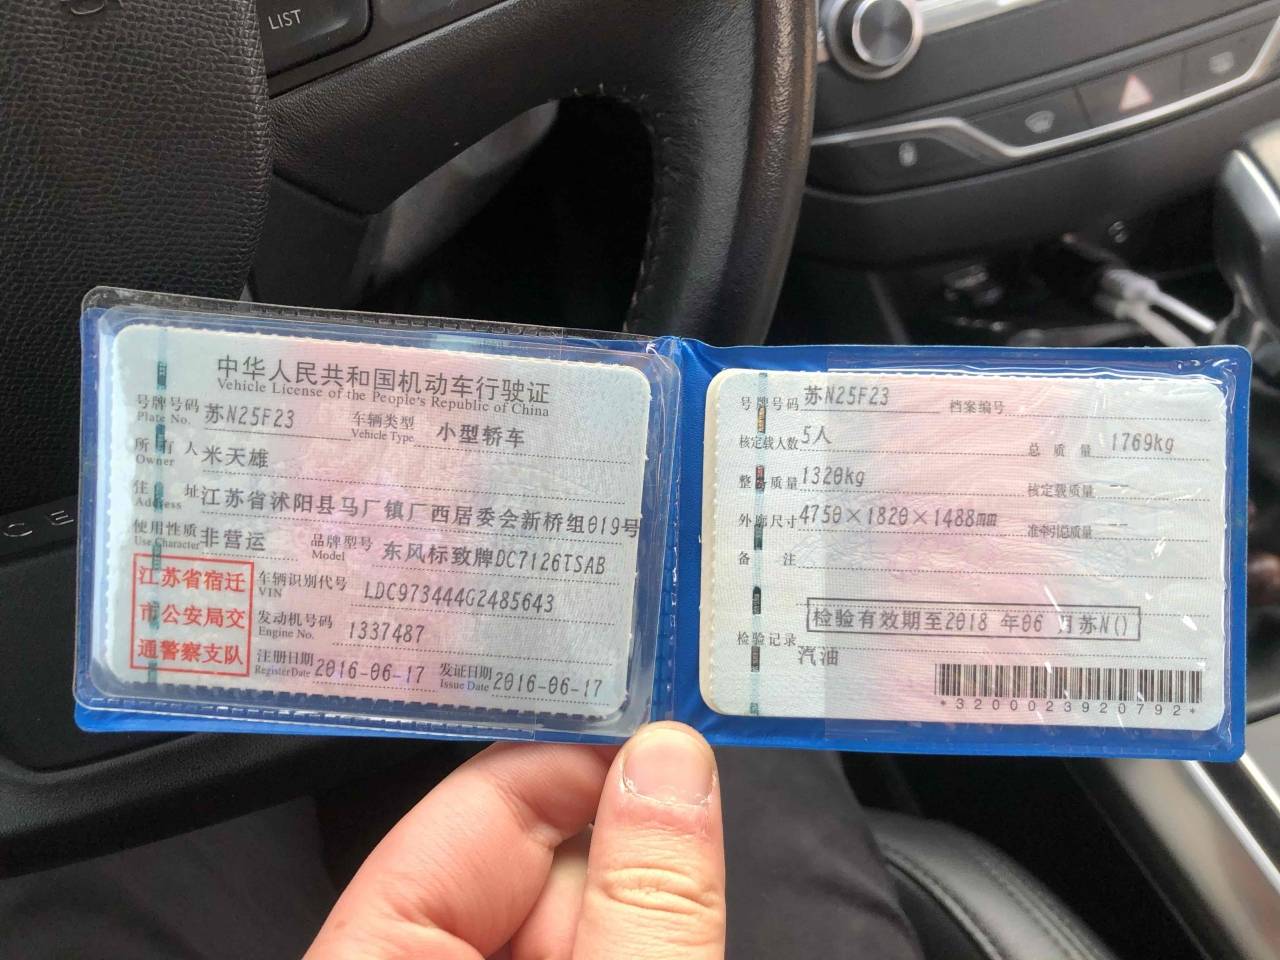 LIST
中华人民共和国机动车行驶证
Vehicle License of the People's Republic of China
号牌号码 苏N25F23 车辆类型 小型轿车
Plate No. Vehicle Type
所有人 米天雄
Owner
住址 江苏省沭阳县马厂镇厂西居委会新桥组019号
Address
使用性质 非营运 品牌型号 东风标致牌DC7126TSAB
Use Character Model
江苏省宿迁
市公安局交
通警察支队
车辆识别代号 LDC973444G2485643
VIN
发动机号码 1337487
Engine No.
注册日期 2016-06-17 发证日期 2016-06-17
Register Date Issue Date
号牌号码 苏N25F23 档案编号
核定载人数 5人 总质量 1769kg
整备质量 1320kg 核定载质量 --
外廓尺寸 4750×1820×1488mm 准牵引总质量 --
备注
检验有效期至2018 年06 月苏N()
检验记录
汽油
*3200023920792*